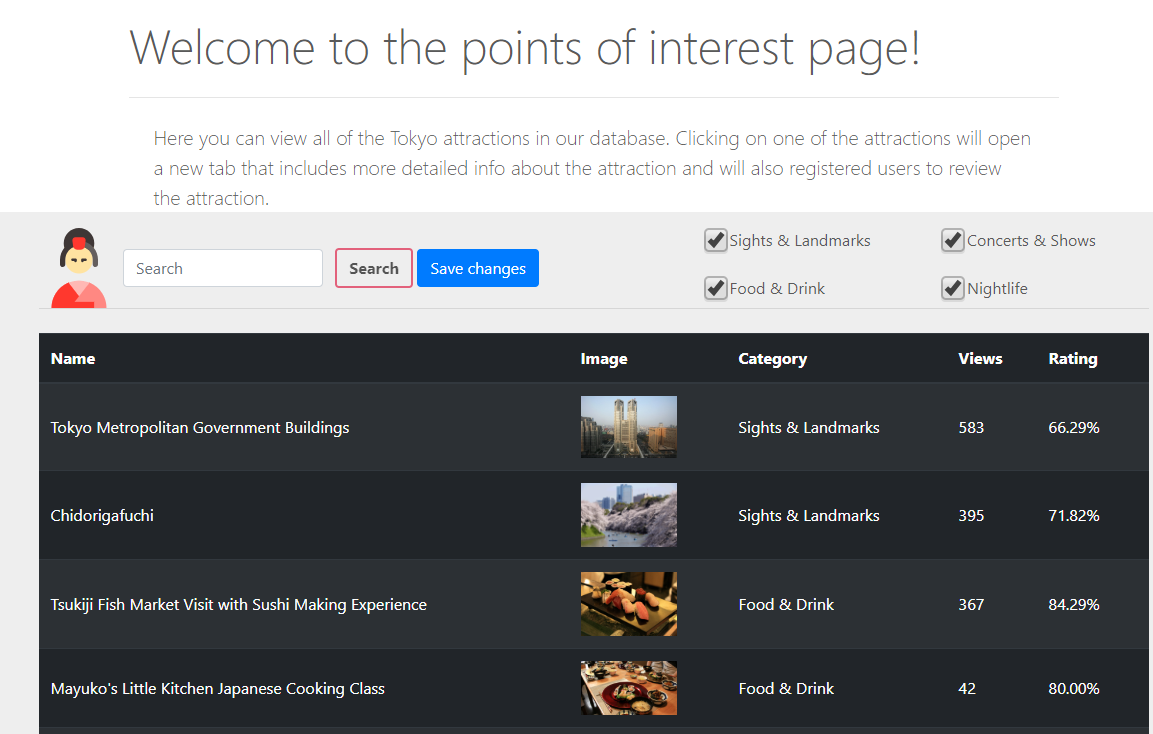 Welcome to the points of interest page!
Here you can view all of the Tokyo attractions in our database. Clicking on one of the attractions will open
a new tab that includes more detailed info about the attraction and will also registered users to review
the attraction.
Search Search Save changes
Sights & Landmarks Concerts & Shows
Food & Drink Nightlife
Name Image Category Views Rating
Tokyo Metropolitan Government Buildings Sights & Landmarks 583 66.29%
Chidorigafuchi Sights & Landmarks 395 71.82%
Tsukiji Fish Market Visit with Sushi Making Experience Food & Drink 367 84.29%
Mayuko's Little Kitchen Japanese Cooking Class Food & Drink 42 80.00%